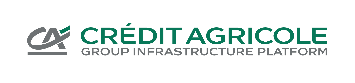 CRÉDIT AGRICOLE
GROUP INFRASTRUCTURE PLATFORM